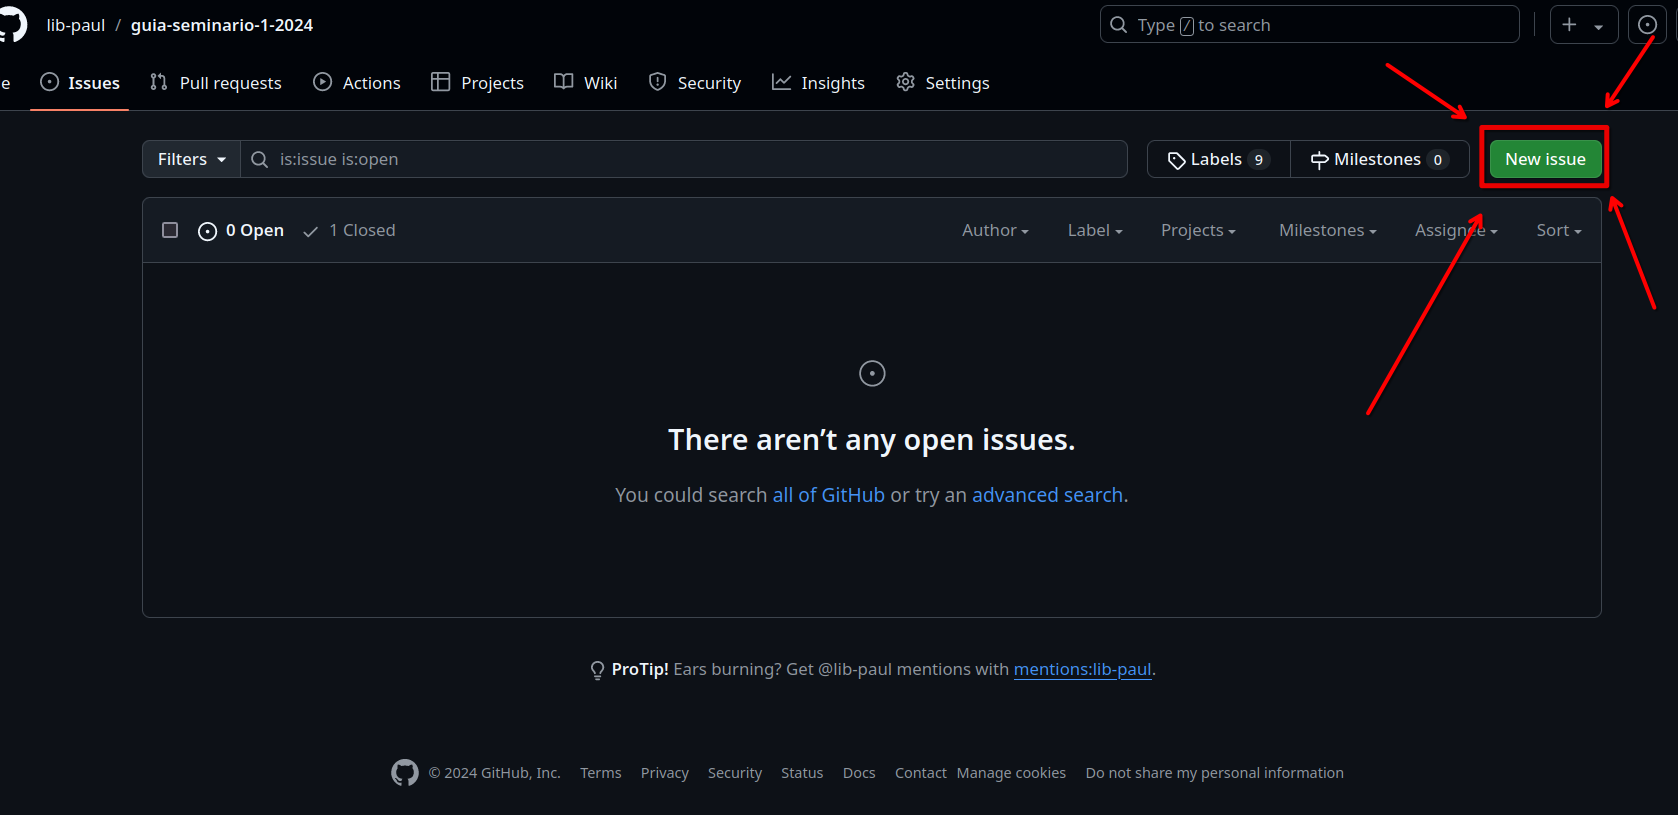 lib-paul / guia-seminario-1-2024
Type / to search
e Issues Pull requests Actions Projects Wiki Security Insights Settings
Filters is:issue is:open Labels 9 Milestones 0 New issue
0 Open 1 Closed Author Label Projects Milestones Assignee Sort
There aren’t any open issues.
You could search all of GitHub or try an advanced search.
ProTip! Ears burning? Get @lib-paul mentions with mentions:lib-paul.
© 2024 GitHub, Inc. Terms Privacy Security Status Docs Contact Manage cookies Do not share my personal information